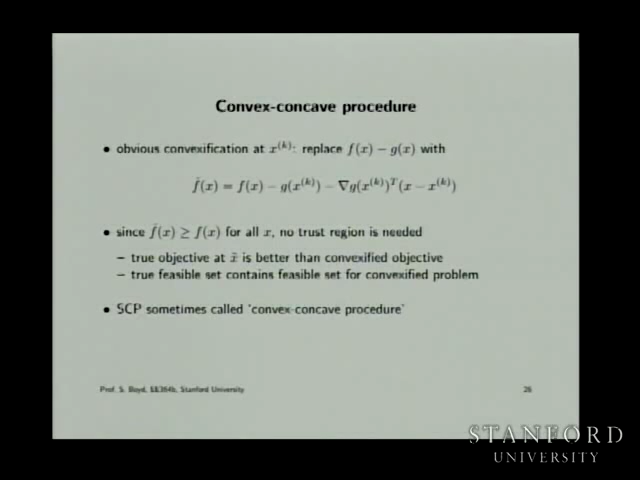 Convex-concave procedure
• obvious convexification at x^(k): replace f(x) − g(x) with
f̂(x) = f(x) − g(x^(k)) − ∇g(x^(k))^T(x − x^(k))
• since f̂(x) ≥ f(x) for all x, no trust region is needed
– true objective at x̃ is better than convexified objective
– true feasible set contains feasible set for convexified problem
• SCP sometimes called 'convex-concave procedure'
Prof. S. Boyd, EE364b, Stanford University
26
STANFORD
UNIVERSITY